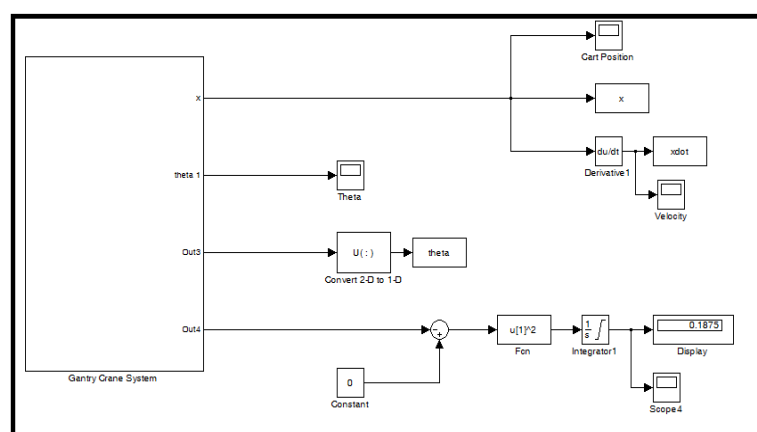 Cart Position
x
x
du/dt
xdot
Derivative1
theta 1
Theta
Velocity
Out3
U( : )
theta
Convert 2-D to 1-D
Out4
u[1]^2
1
s
0.1875
Fcn
Integrator1
Display
0
Gantry Crane System
Constant
Scope4